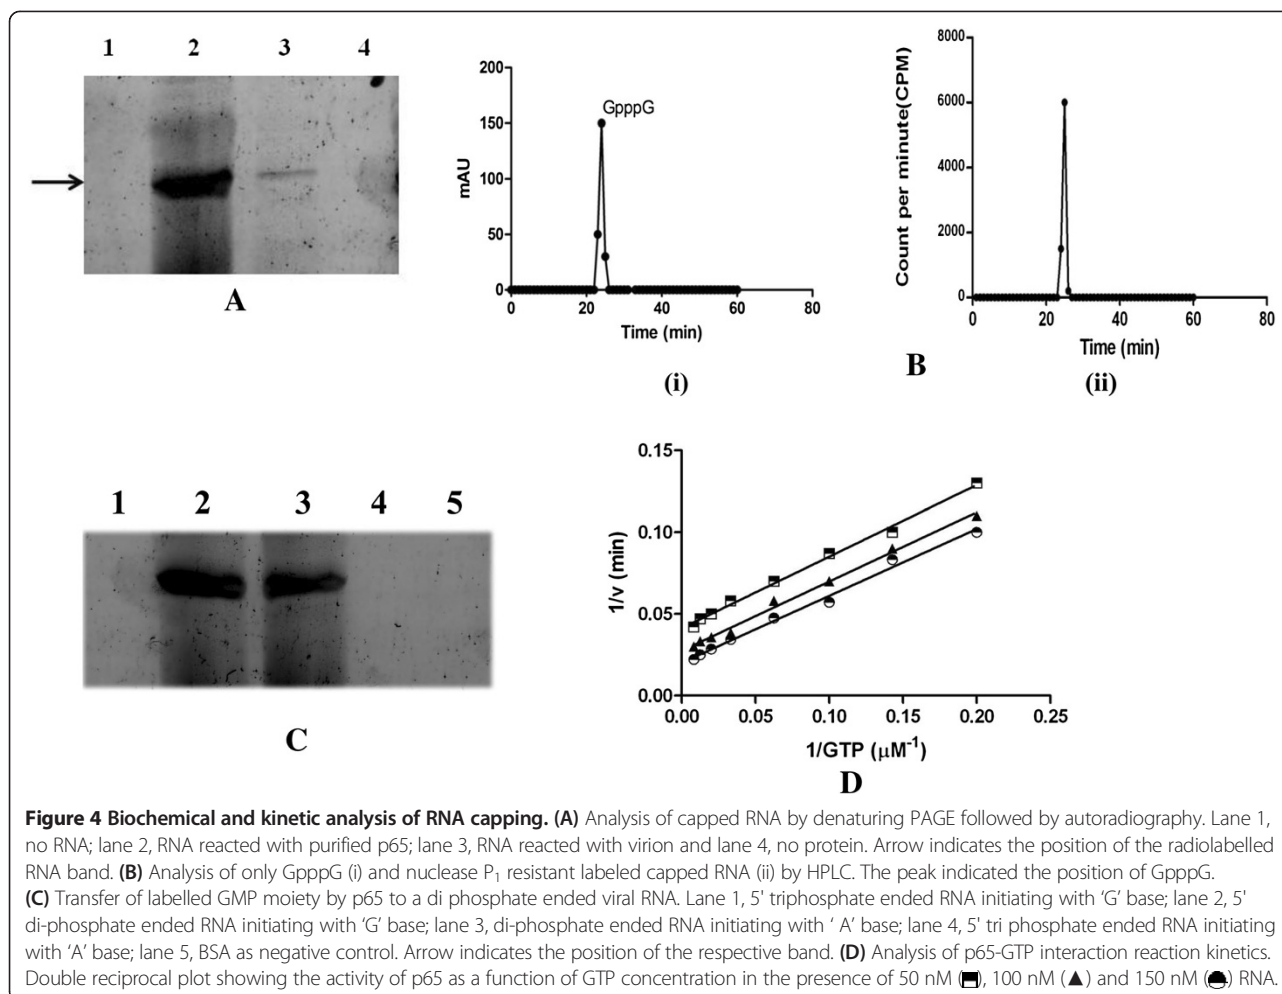 1 2 3 4
A
200
150
100
50
0
mAU
GpppG
0 20 40 60 80
Time (min)
(i)
B
8000
6000
4000
2000
0
Count per minute(CPM)
0 20 40 60 80
Time (min)
(ii)
1 2 3 4 5
C
0.15
0.10
0.05
0.00
1/v (min)
0.00 0.05 0.10 0.15 0.20 0.25
1/GTP (μM⁻¹)
D
Figure 4 Biochemical and kinetic analysis of RNA capping. (A) Analysis of capped RNA by denaturing PAGE followed by autoradiography. Lane 1,
no RNA; lane 2, RNA reacted with purified p65; lane 3, RNA reacted with virion and lane 4, no protein. Arrow indicates the position of the radiolabelled
RNA band. (B) Analysis of only GpppG (i) and nuclease P₁ resistant labeled capped RNA (ii) by HPLC. The peak indicated the position of GpppG.
(C) Transfer of labelled GMP moiety by p65 to a di phosphate ended viral RNA. Lane 1, 5' triphosphate ended RNA initiating with ‘G’ base; lane 2, 5'
di-phosphate ended RNA initiating with ‘G’ base; lane 3, di-phosphate ended RNA initiating with ‘ A’ base; lane 4, 5' tri phosphate ended RNA initiating
with ‘A’ base; lane 5, BSA as negative control. Arrow indicates the position of the respective band. (D) Analysis of p65-GTP interaction reaction kinetics.
Double reciprocal plot showing the activity of p65 as a function of GTP concentration in the presence of 50 nM (⬓), 100 nM (▲) and 150 nM (◓) RNA.